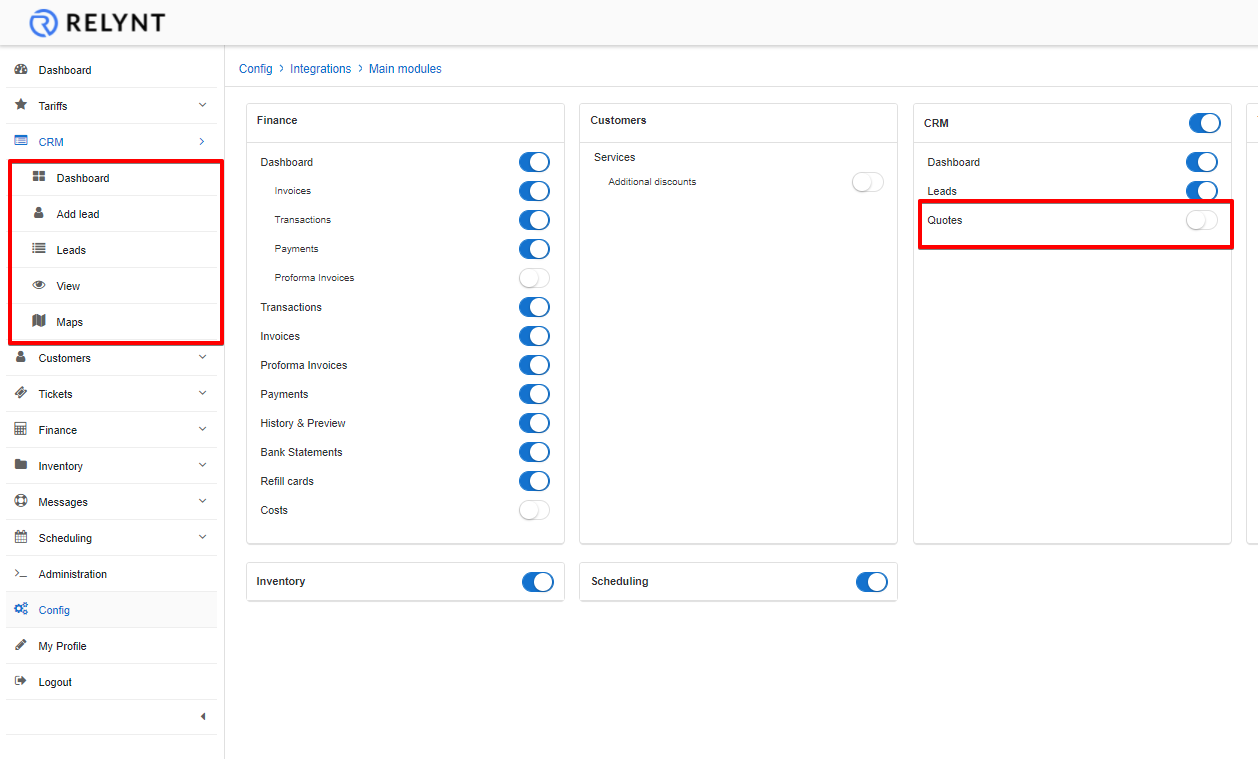 RELYNT
Dashboard
Tariffs
CRM
Dashboard
Add lead
Leads
View
Maps
Customers
Tickets
Finance
Inventory
Messages
Scheduling
Administration
Config
My Profile
Logout
Config > Integrations > Main modules
Finance
Dashboard
Invoices
Transactions
Payments
Proforma Invoices
Transactions
Invoices
Proforma Invoices
Payments
History & Preview
Bank Statements
Refill cards
Costs
Customers
Services
Additional discounts
CRM
Dashboard
Leads
Quotes
Inventory
Scheduling